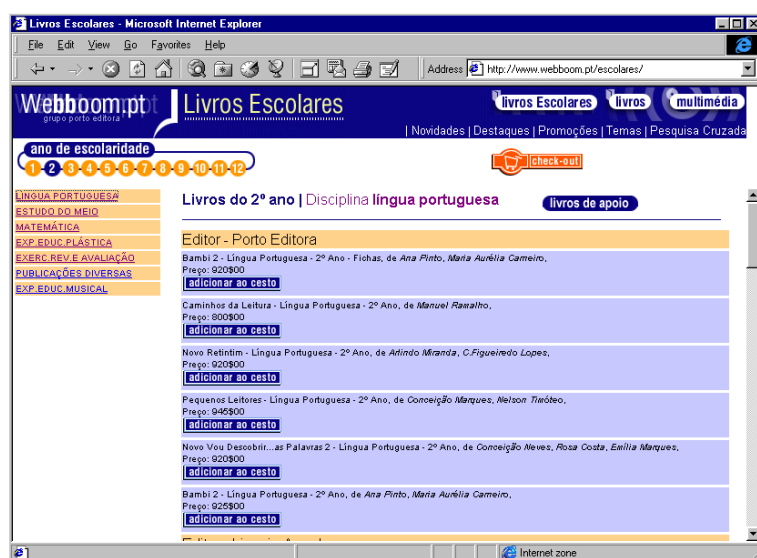 Livros Escolares - Microsoft Internet Explorer
File Edit View Go Favorites Help
Address http://www.webboom.pt/escolares/
Webboom.pt
grupo porto editora
Livros Escolares
livros Escolares livros multimédia
| Novidades | Destaques | Promoções | Temas | Pesquisa Cruzada
ano de escolaridade
1-2-3-4-5-6-7-8-9-10-11-12
check-out
LINGUA PORTUGUESA
ESTUDO DO MEIO
MATEMÁTICA
EXP.EDUC.PLÁSTICA
EXERC.REV.E AVALIAÇÃO
PUBLICAÇÕES DIVERSAS
EXP.EDUC.MUSICAL
Livros do 2º ano | Disciplina língua portuguesa
livros de apoio
Editor - Porto Editora
Bambi 2 - Língua Portuguesa - 2º Ano - Fichas, de Ana Pinto, Maria Aurélia Carneiro,
Preço: 920$00
adicionar ao cesto
Caminhos da Leitura - Língua Portuguesa - 2º Ano, de Manuel Ramalho,
Preço: 800$00
adicionar ao cesto
Novo Retintim - Língua Portuguesa - 2º Ano, de Arlindo Miranda, C.Figueiredo Lopes,
Preço: 920$00
adicionar ao cesto
Pequenos Leitores - Língua Portuguesa - 2º Ano, de Conceição Marques, Nelson Timóteo,
Preço: 945$00
adicionar ao cesto
Novo Vou Descobrir...as Palavras 2 - Língua Portuguesa - 2º Ano, de Conceição Neves, Rosa Costa, Emília Marques,
Preço: 920$00
adicionar ao cesto
Bambi 2 - Língua Portuguesa - 2º Ano, de Ana Pinto, Maria Aurélia Carneiro,
Preço: 925$00
adicionar ao cesto
Internet zone